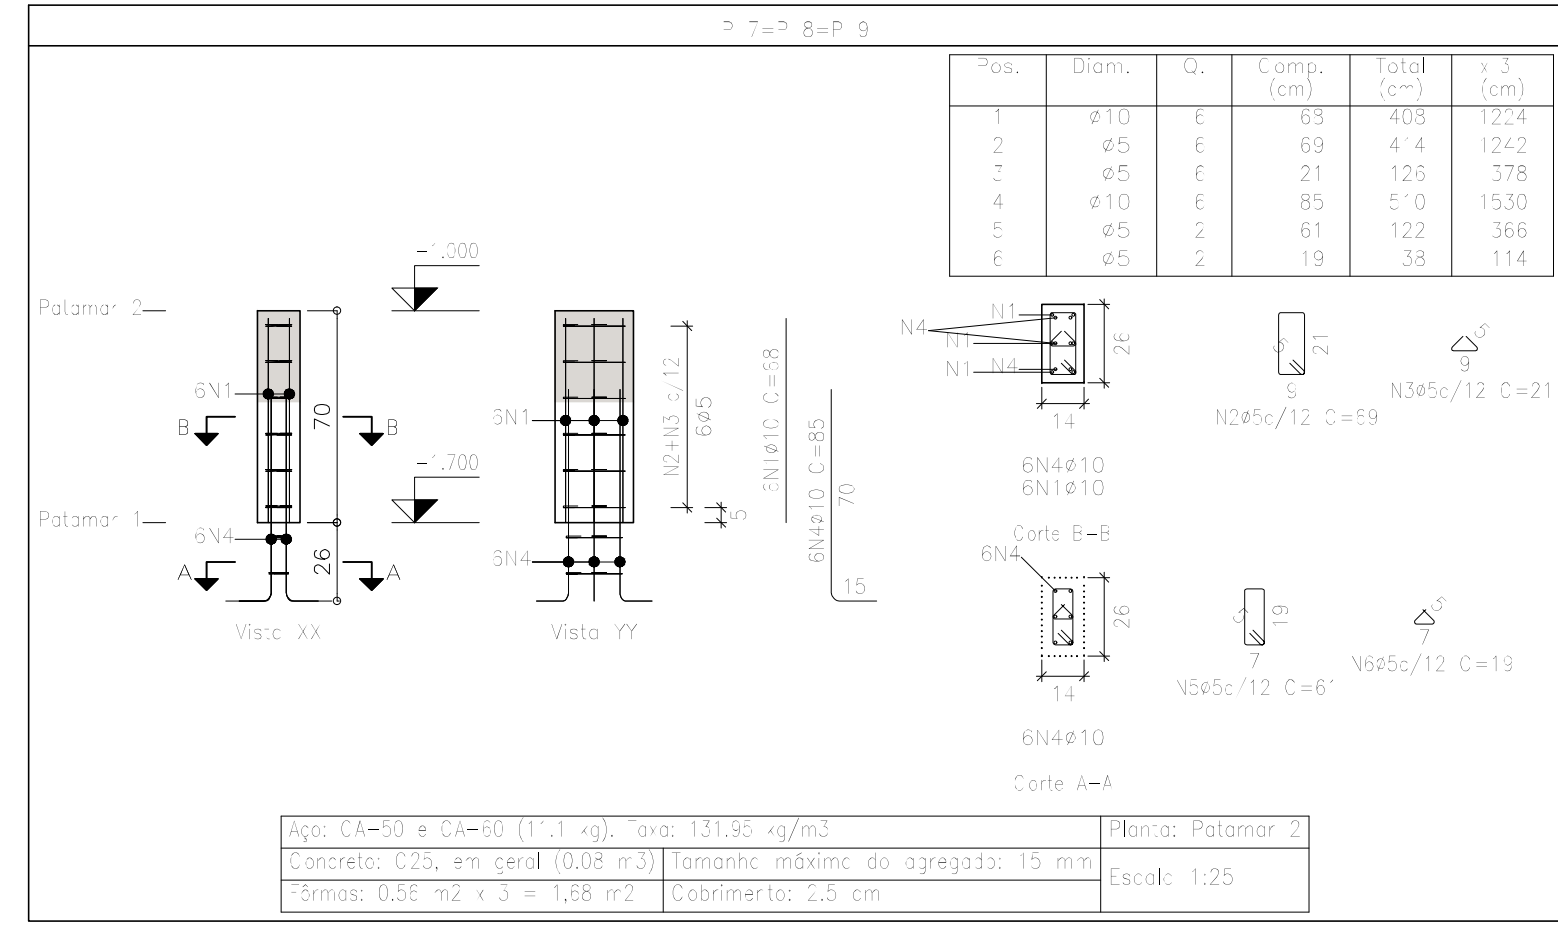 P 7=P 8=P 9
Pos. Diam. Q. Comp. (cm) Total (cm) x 3 (cm)
1 ø10 6 68 408 1224
2 ø5 6 69 414 1242
3 ø5 6 21 126 378
4 ø10 6 85 510 1530
5 ø5 2 61 122 366
6 ø5 2 19 38 114
-1.000
Patamar 2
6N1
70
B B
-1.700
Patamar 1
6N4
26
A A
Vista XX
6N1
6N4
N2+N3 c/12
6ø5
5
Vista YY
6N1ø10 C=68
6N4ø10 C=85
70
15
N1
N4
N1
N1 N4
26
14
6N4ø10
6N1ø10
Corte B-B
5
21
9
N2ø5c/12 C=69
5
9
N3ø5c/12 C=21
6N4
26
14
6N4ø10
Corte A-A
5
19
7
N5ø5c/12 C=61
5
7
N6ø5c/12 C=19
Aço: CA-50 e CA-60 (11.1 kg). Taxa: 131.95 kg/m3
Planta: Patamar 2
Concreto: C25, em geral (0.08 m3)
Tamanho máximo do agregado: 15 mm
Escala 1:25
Fôrmas: 0.56 m2 x 3 = 1,68 m2
Cobrimento: 2.5 cm